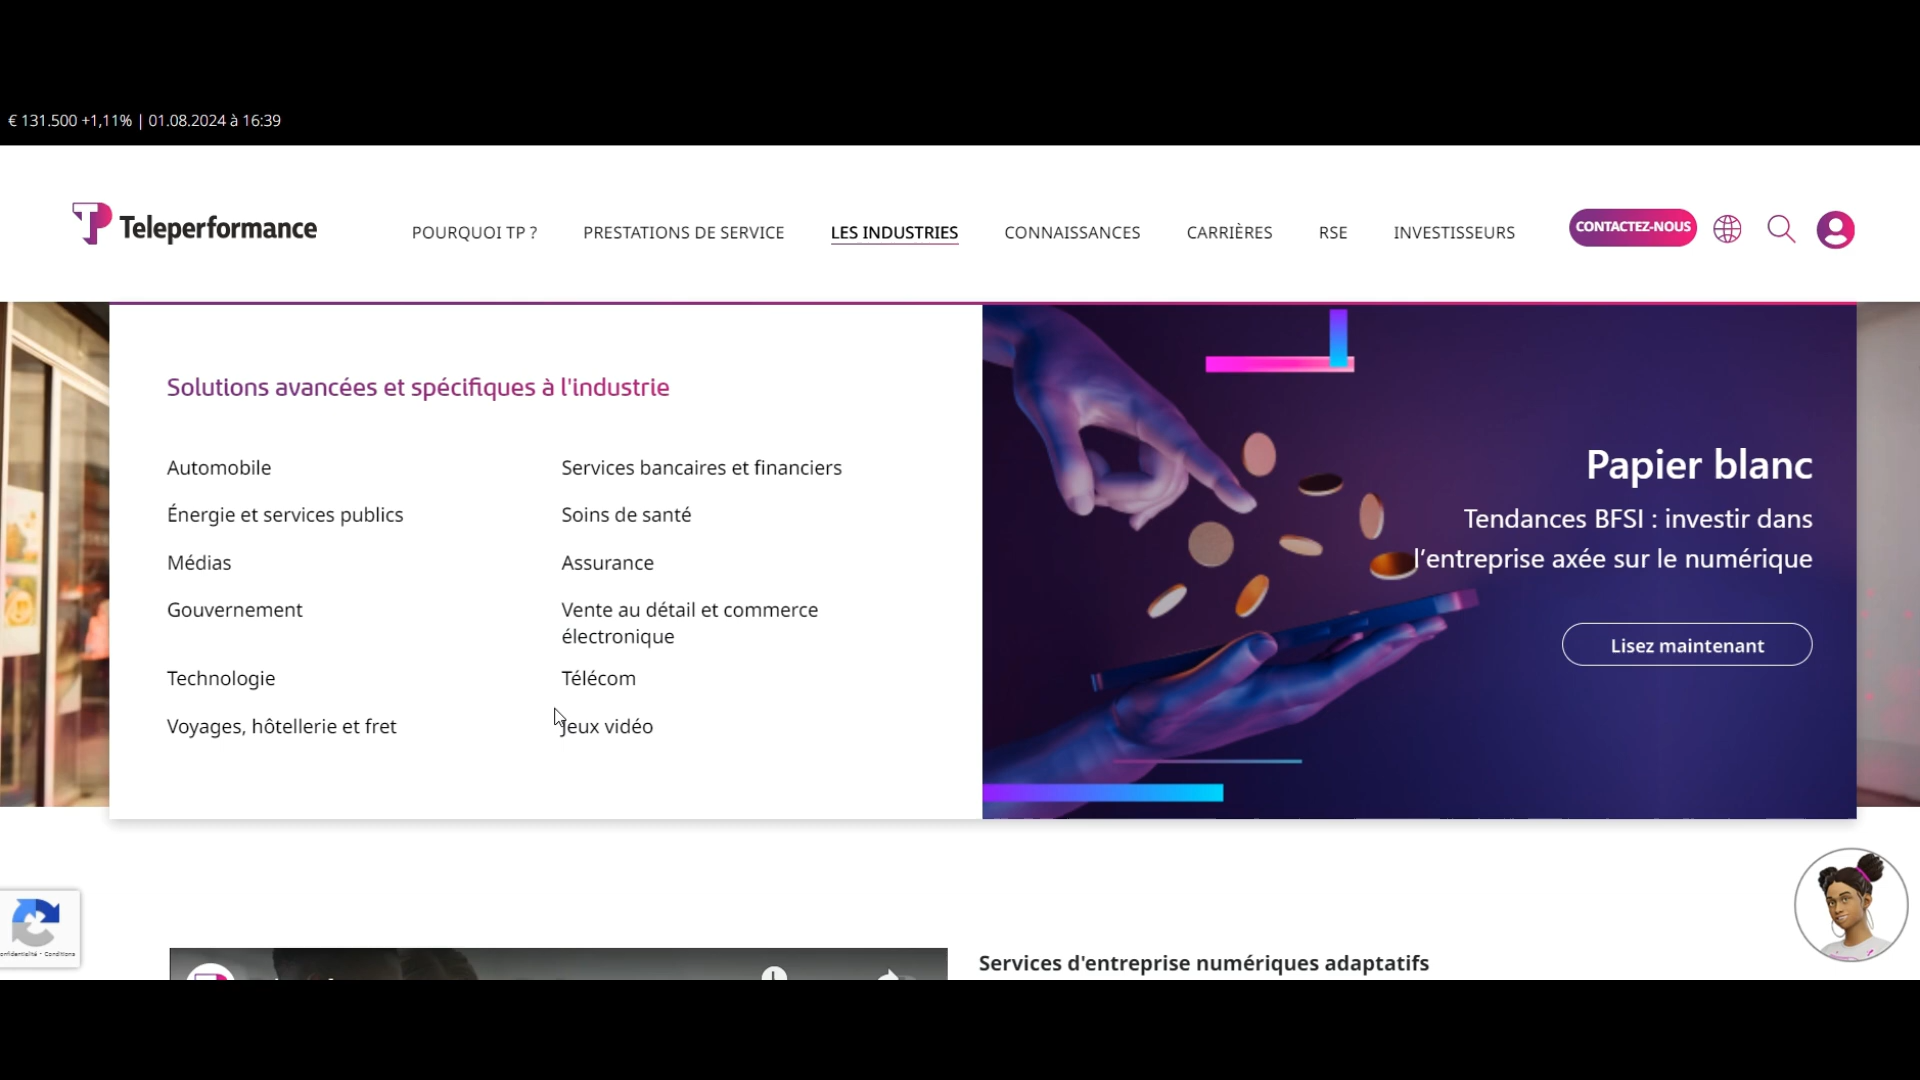 € 131.500 +1,11% | 01.08.2024 à 16:39
Teleperformance
POURQUOI TP ?
PRESTATIONS DE SERVICE
LES INDUSTRIES
CONNAISSANCES
CARRIÈRES
RSE
INVESTISSEURS
CONTACTEZ-NOUS
Solutions avancées et spécifiques à l'industrie
Automobile
Services bancaires et financiers
Énergie et services publics
Soins de santé
Médias
Assurance
Gouvernement
Vente au détail et commerce
électronique
Technologie
Télécom
Voyages, hôtellerie et fret
Jeux vidéo
Papier blanc
Tendances BFSI : investir dans
l’entreprise axée sur le numérique
Lisez maintenant
Conditions
Services d'entreprise numériques adaptatifs